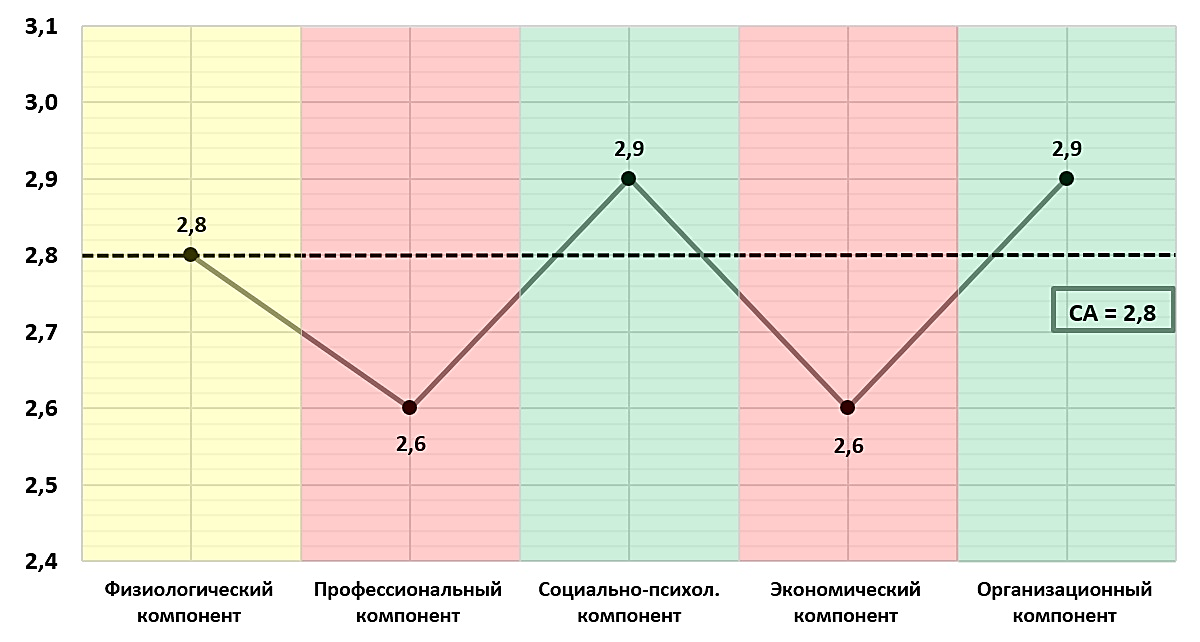 3,1
3,0
2,9
2,8
2,7
2,6
2,5
2,4
2,8
2,6
2,9
2,6
2,9
СА = 2,8
Физиологический
компонент
Профессиональный
компонент
Социально-психол.
компонент
Экономический
компонент
Организационный
компонент